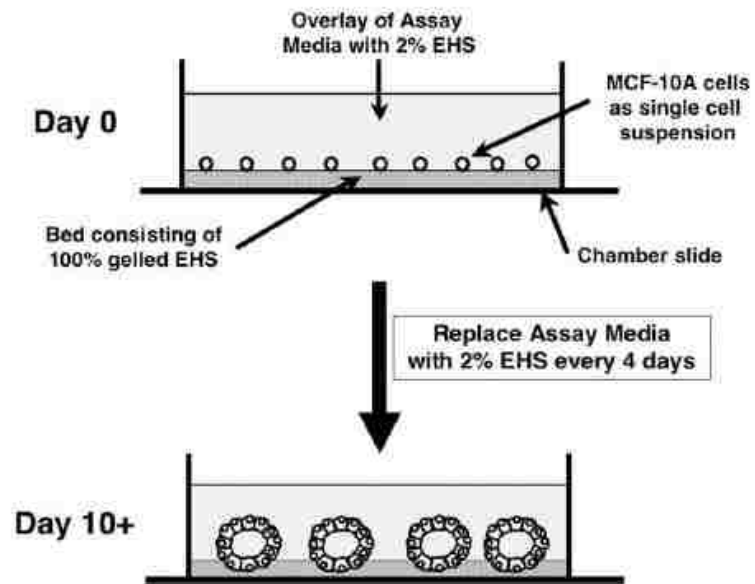 Overlay of Assay
Media with 2% EHS
MCF-10A cells
as single cell
suspension
Day 0
Bed consisting of
100% gelled EHS
Chamber slide
Replace Assay Media
with 2% EHS every 4 days
Day 10+